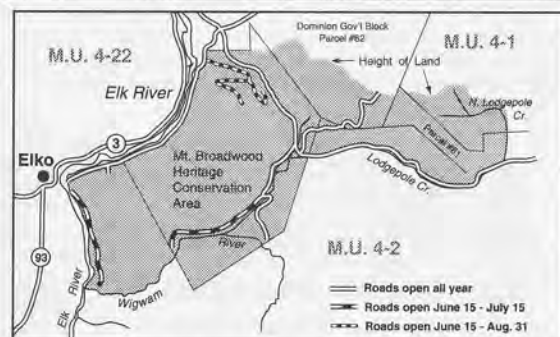 Dominion Gov't Block
Parcel #82
M.U. 4-1
M.U. 4-22
Height of Land
Elk River
N. Lodgepole
Cr.
3
Parcel #81
Elko
Mt. Broadwood
Heritage
Conservation
Area
Lodgepole Cr.
M.U. 4-2
93
River
Wigwam
Elk River
Roads open all year
Roads open June 15 - July 15
Roads open June 15 - Aug. 31